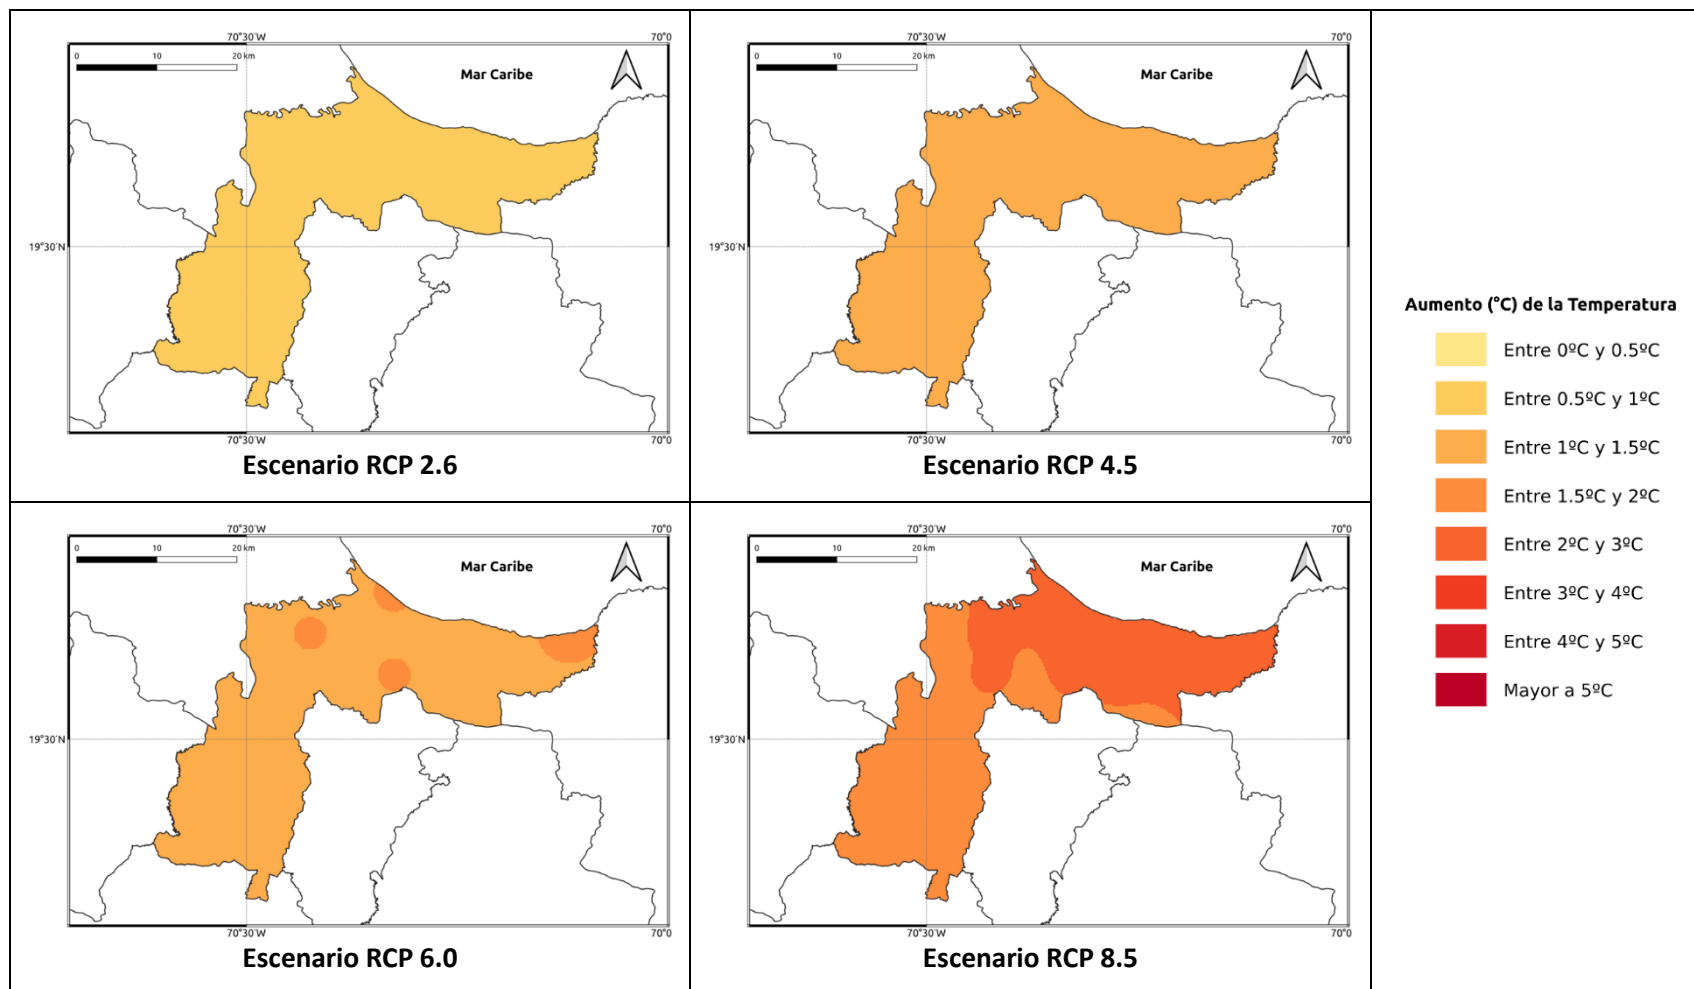 70°30'W 70°0
0 10 20 km
Mar Caribe
19°30'N
70°30'W 70°0
Escenario RCP 2.6
70°30'W 70°0
0 10 20 km
Mar Caribe
19°30'N
70°30'W 70°0
Escenario RCP 4.5
Aumento (°C) de la Temperatura
Entre 0ºC y 0.5ºC
Entre 0.5ºC y 1ºC
Entre 1ºC y 1.5ºC
Entre 1.5ºC y 2ºC
Entre 2ºC y 3ºC
Entre 3ºC y 4ºC
Entre 4ºC y 5ºC
Mayor a 5ºC
70°30'W 70°0
0 10 20 km
Mar Caribe
19°30'N
70°30'W 70°0
Escenario RCP 6.0
70°30'W 70°0
0 10 20 km
Mar Caribe
19°30'N
70°30'W 70°0
Escenario RCP 8.5